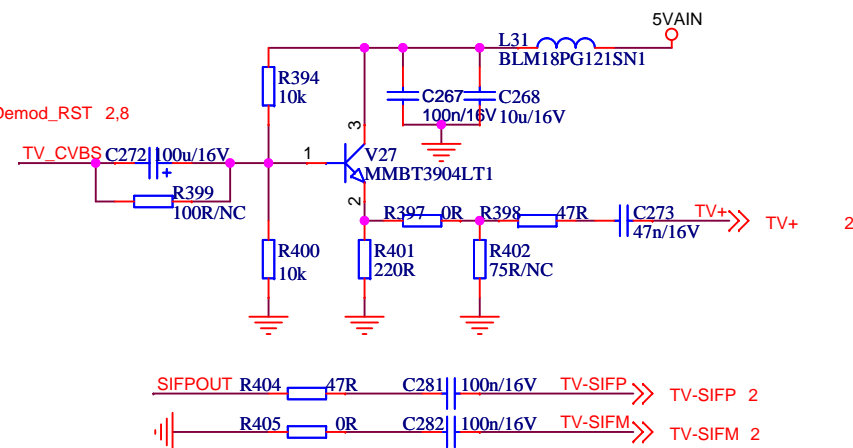 5VAIN
L31
BLM18PG121SN1
R394
10k
C267
100n/16V
C268
10u/16V
Demod_RST 2,8
3
TV_CVBS
C272
100u/16V
+
1
V27
MMBT3904LT1
R399
100R/NC
2
R397 0R
R398 47R
C273
47n/16V
TV+
TV+ 2
R400
10k
R401
220R
R402
75R/NC
SIFPOUT
R404 47R
C281
100n/16V
TV-SIFP
TV-SIFP 2
R405 0R
C282
100n/16V
TV-SIFM
TV-SIFM 2